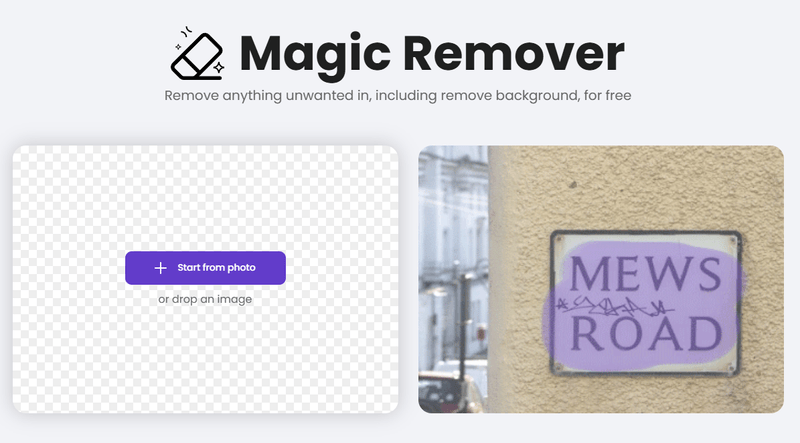 Magic Remover
Remove anything unwanted in, including remove background, for free
Start from photo
or drop an image
MEWS
ROAD